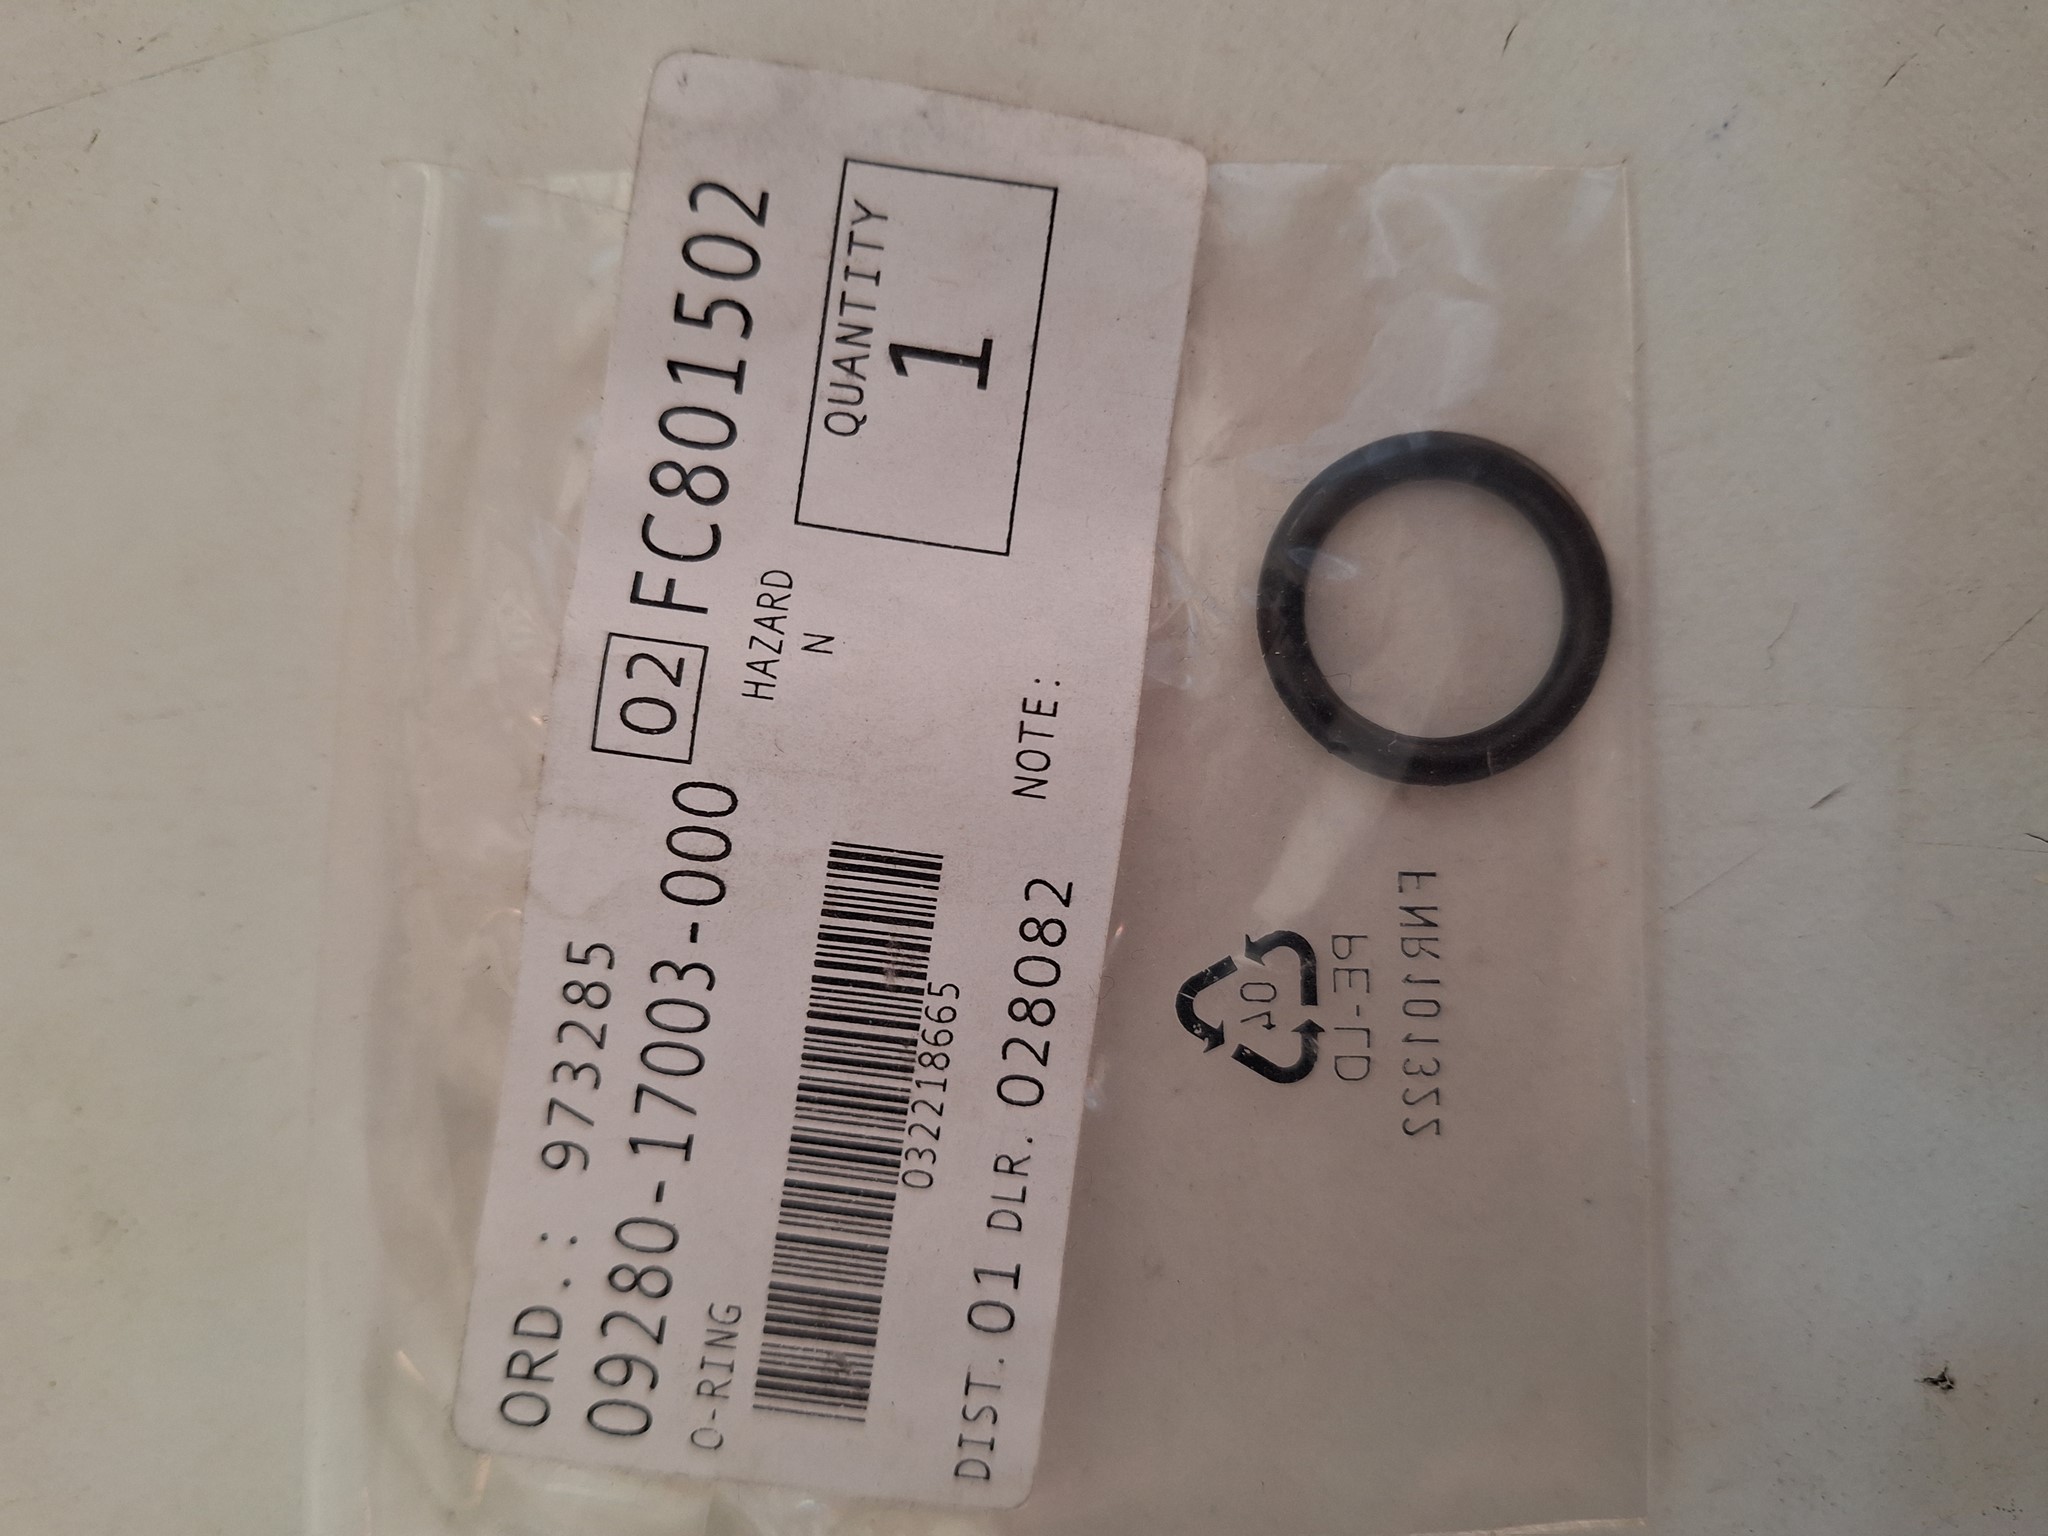 ORD.: 973285
09280-17003-000 02 FC801502
O-RING
HAZARD
N
QUANTITY
1
0322218665
DIST. 01 DLR. 028082 NOTE:
04
PE-LD
FNR101322